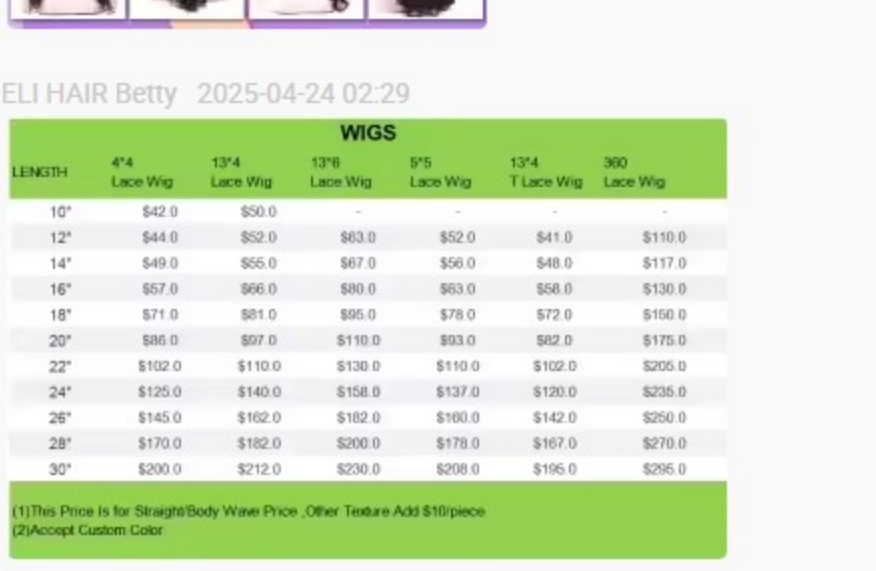 ELI HAIR Betty 2025-04-24 02:29
WIGS
LENGTH 4*4 Lace Wig 13*4 Lace Wig 13*6 Lace Wig 5*5 Lace Wig 13*4 T Lace Wig 360 Lace Wig
10" $42.0 $50.0 - - - -
12" $44.0 $52.0 $63.0 $52.0 $41.0 $110.0
14" $49.0 $55.0 $67.0 $56.0 $48.0 $117.0
16" $57.0 $66.0 $80.0 $63.0 $58.0 $130.0
18" $71.0 $81.0 $95.0 $78.0 $72.0 $150.0
20" $86.0 $97.0 $110.0 $93.0 $82.0 $175.0
22" $102.0 $110.0 $130.0 $110.0 $102.0 $205.0
24" $125.0 $140.0 $158.0 $137.0 $120.0 $235.0
26" $145.0 $162.0 $182.0 $160.0 $142.0 $250.0
28" $170.0 $182.0 $200.0 $178.0 $167.0 $270.0
30" $200.0 $212.0 $230.0 $208.0 $195.0 $295.0
(1)This Price Is for Straight/Body Wave Price ,Other Texture Add $10/piece
(2)Accept Custom Color